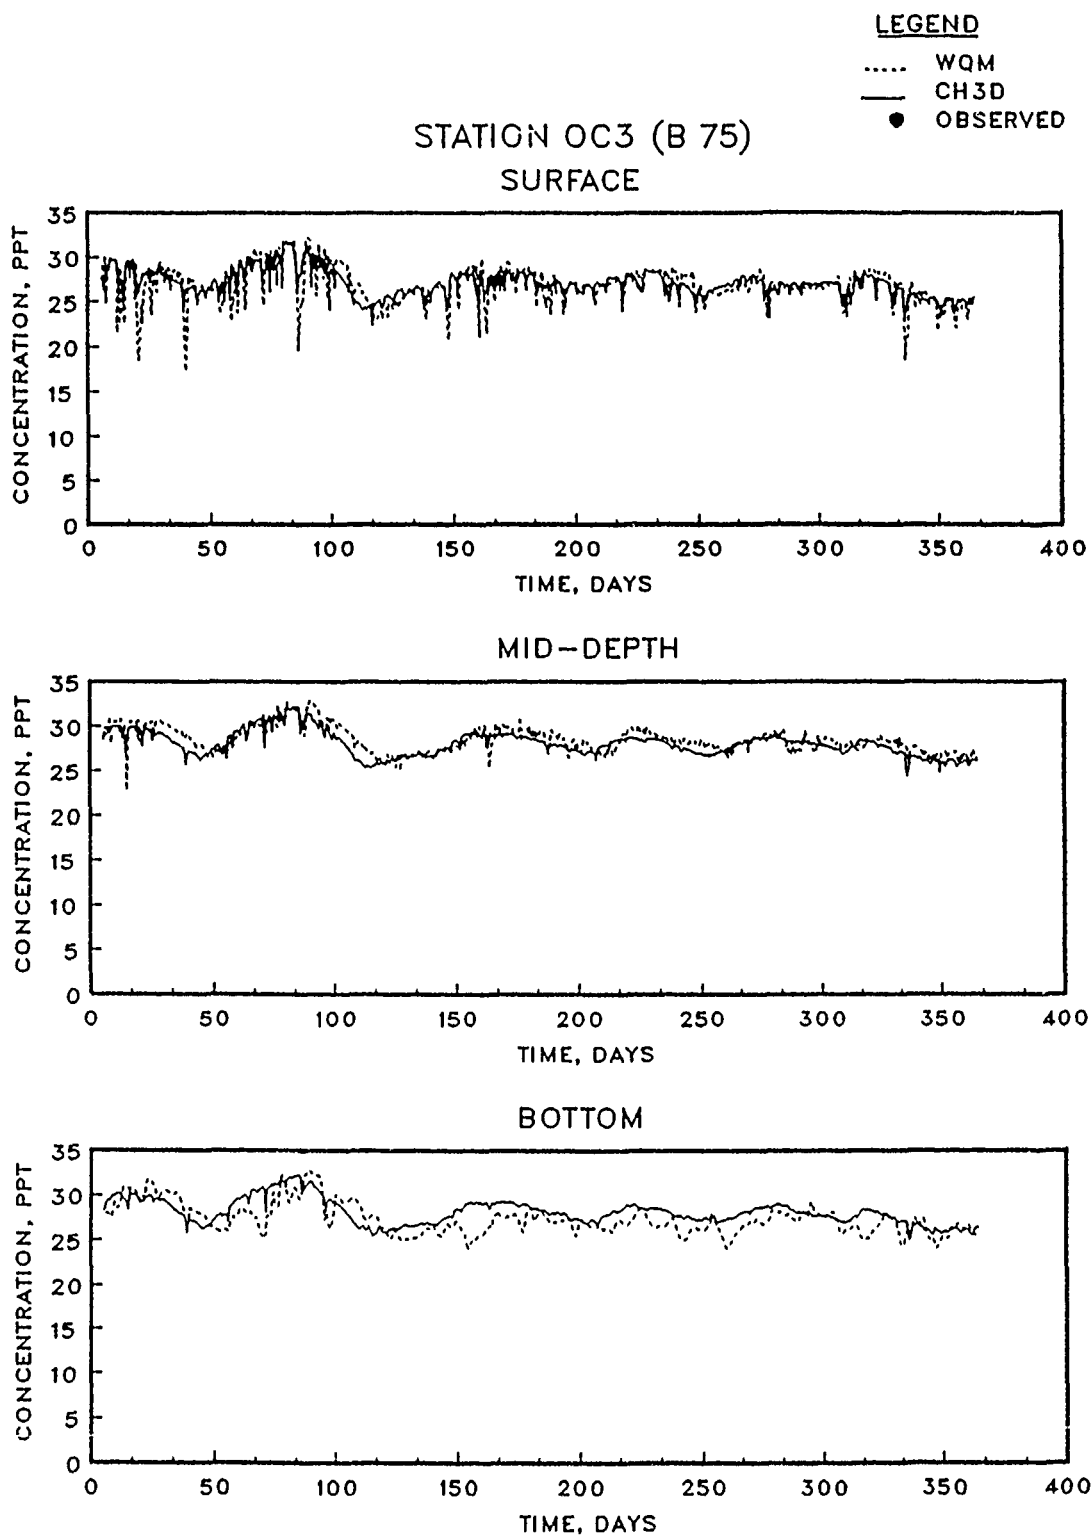 LEGEND
WQM
CH3D
OBSERVED
STATION OC3 (B 75)
SURFACE
CONCENTRATION, PPT
35
30
25
20
15
10
5
0
0 50 100 150 200 250 300 350 400
TIME, DAYS
MID-DEPTH
CONCENTRATION, PPT
35
30
25
20
15
10
5
0
0 50 100 150 200 250 300 350 400
TIME, DAYS
BOTTOM
CONCENTRATION, PPT
35
30
25
20
15
10
5
0
0 50 100 150 200 250 300 350 400
TIME, DAYS